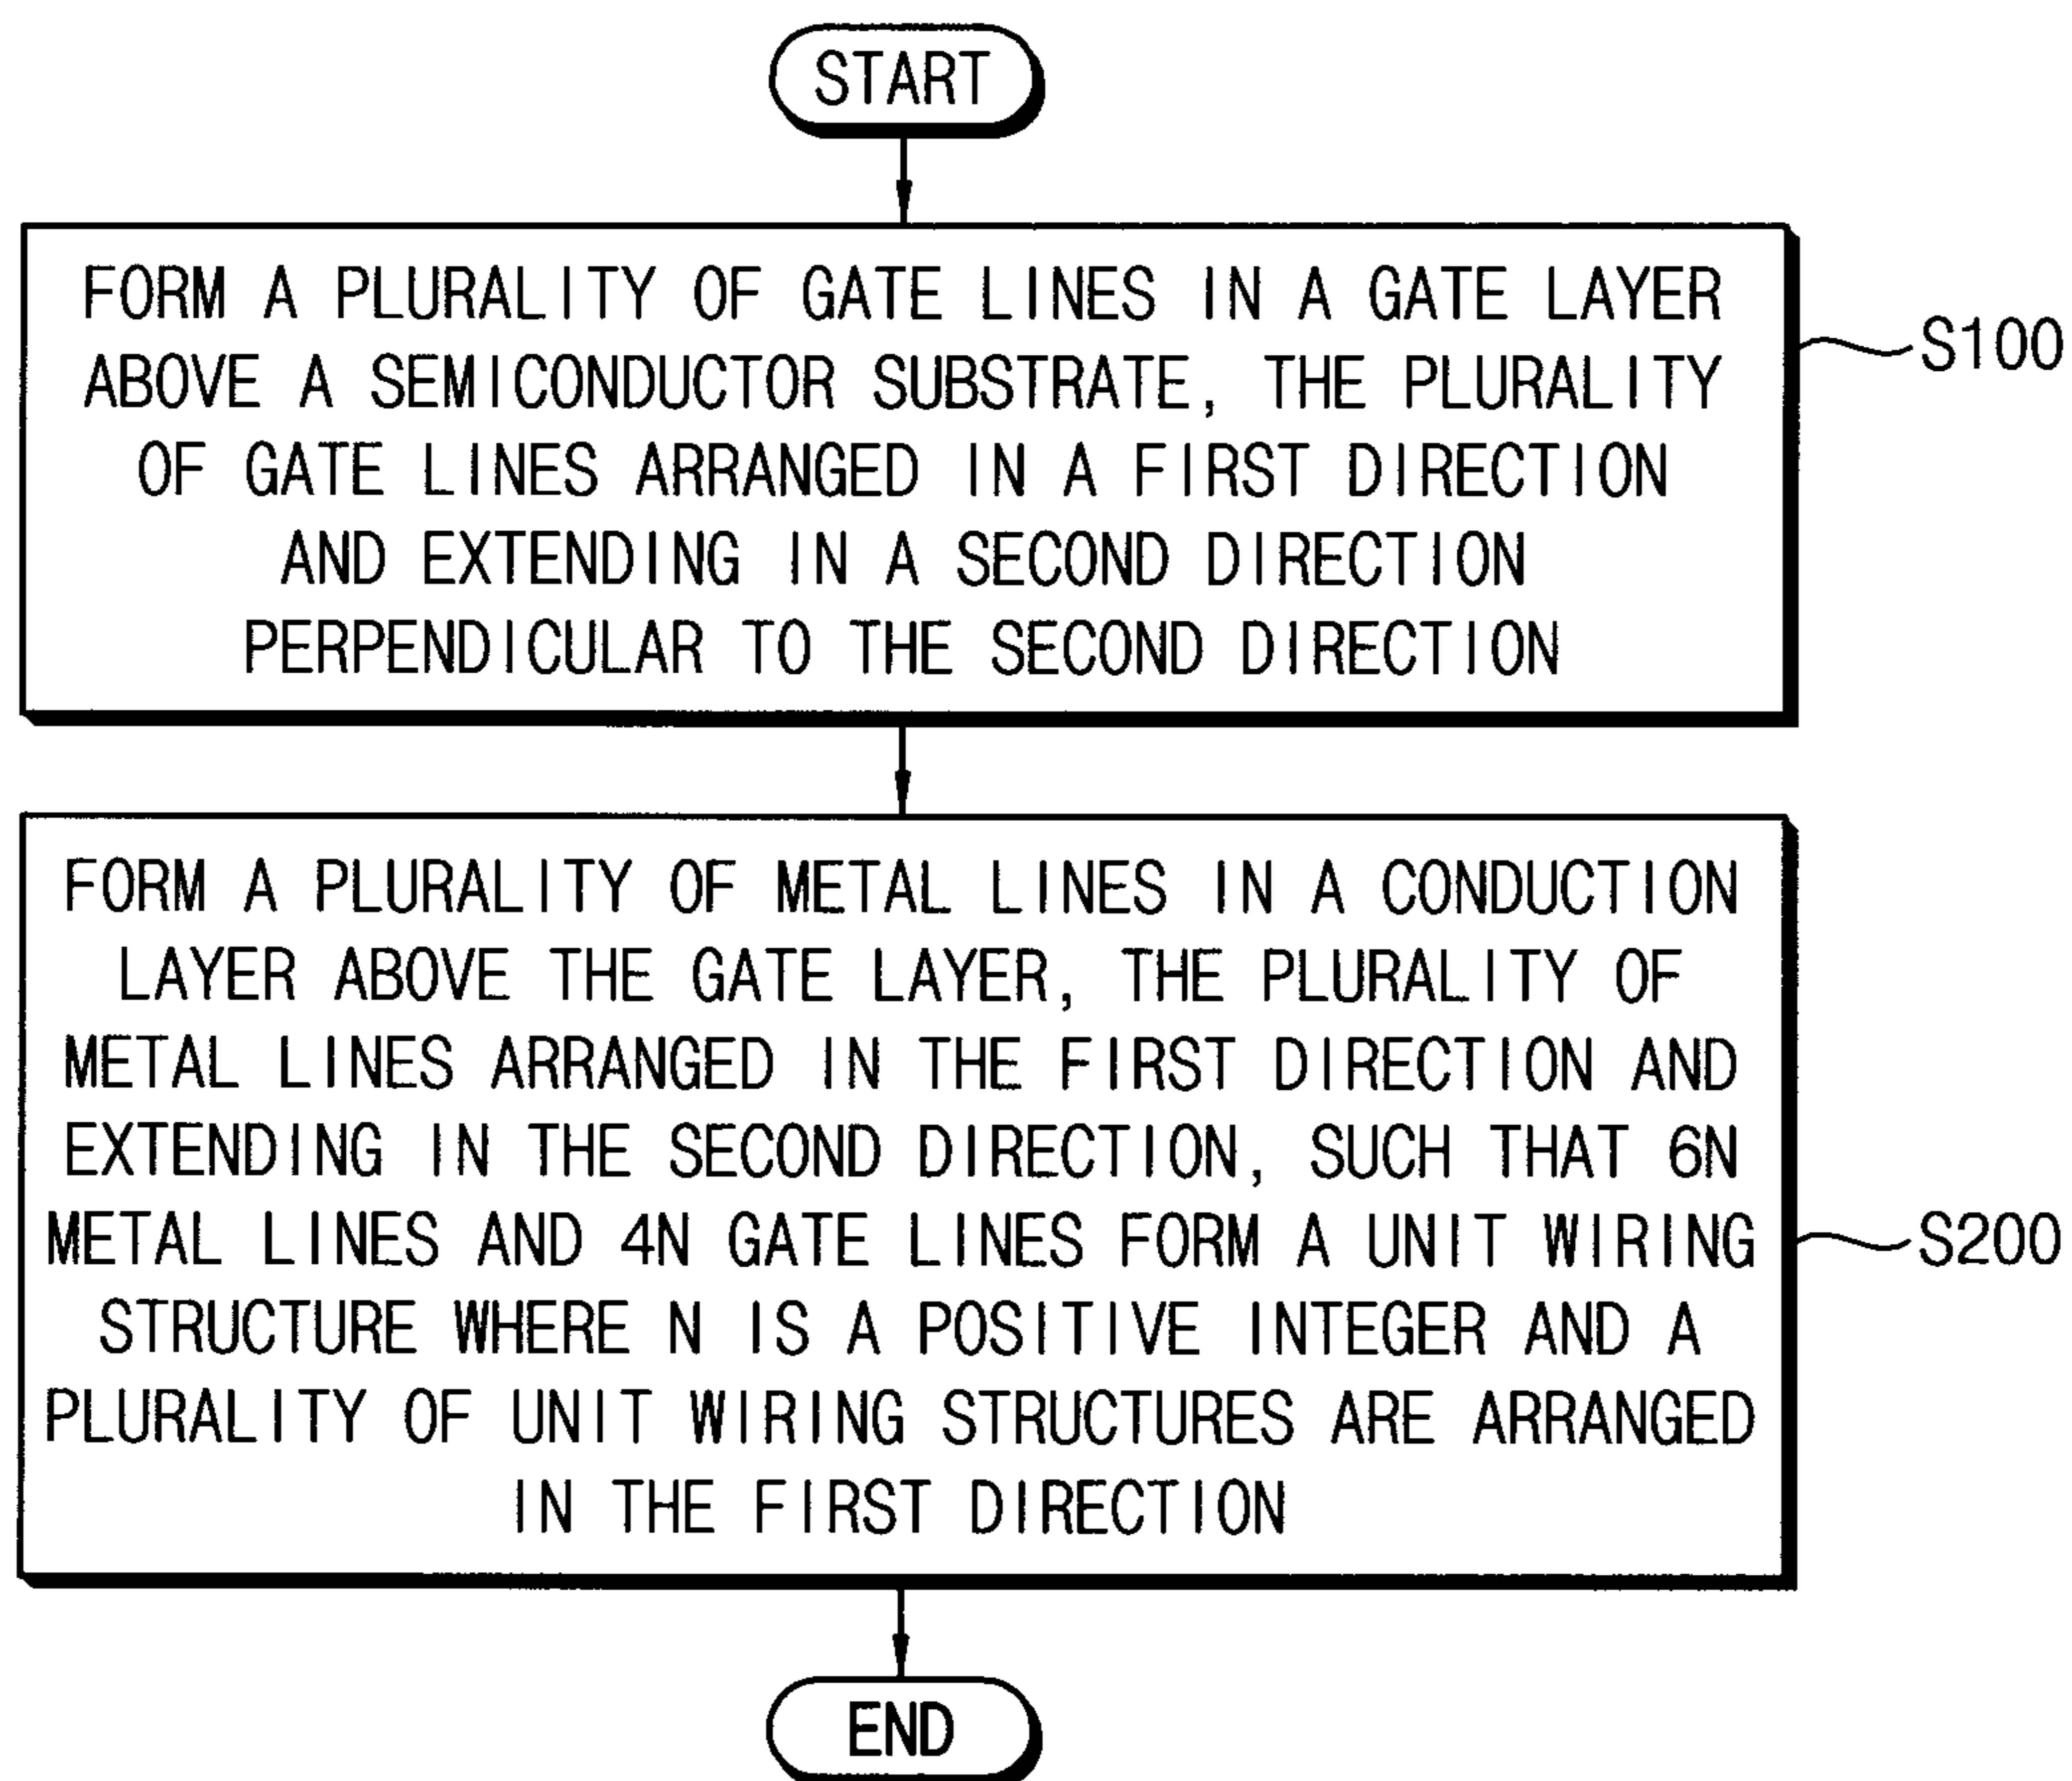 START
FORM A PLURALITY OF GATE LINES IN A GATE LAYER
ABOVE A SEMICONDUCTOR SUBSTRATE, THE PLURALITY
OF GATE LINES ARRANGED IN A FIRST DIRECTION
AND EXTENDING IN A SECOND DIRECTION
PERPENDICULAR TO THE SECOND DIRECTION
S100
FORM A PLURALITY OF METAL LINES IN A CONDUCTION
LAYER ABOVE THE GATE LAYER, THE PLURALITY OF
METAL LINES ARRANGED IN THE FIRST DIRECTION AND
EXTENDING IN THE SECOND DIRECTION, SUCH THAT 6N
METAL LINES AND 4N GATE LINES FORM A UNIT WIRING
STRUCTURE WHERE N IS A POSITIVE INTEGER AND A
PLURALITY OF UNIT WIRING STRUCTURES ARE ARRANGED
IN THE FIRST DIRECTION
S200
END